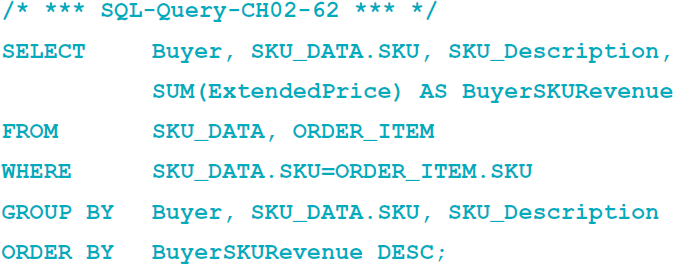 /* *** SQL-Query-CH02-62 *** */
SELECT Buyer, SKU_DATA.SKU, SKU_Description,
SUM(ExtendedPrice) AS BuyerSKURevenue
FROM SKU_DATA, ORDER_ITEM
WHERE SKU_DATA.SKU=ORDER_ITEM.SKU
GROUP BY Buyer, SKU_DATA.SKU, SKU_Description
ORDER BY BuyerSKURevenue DESC;